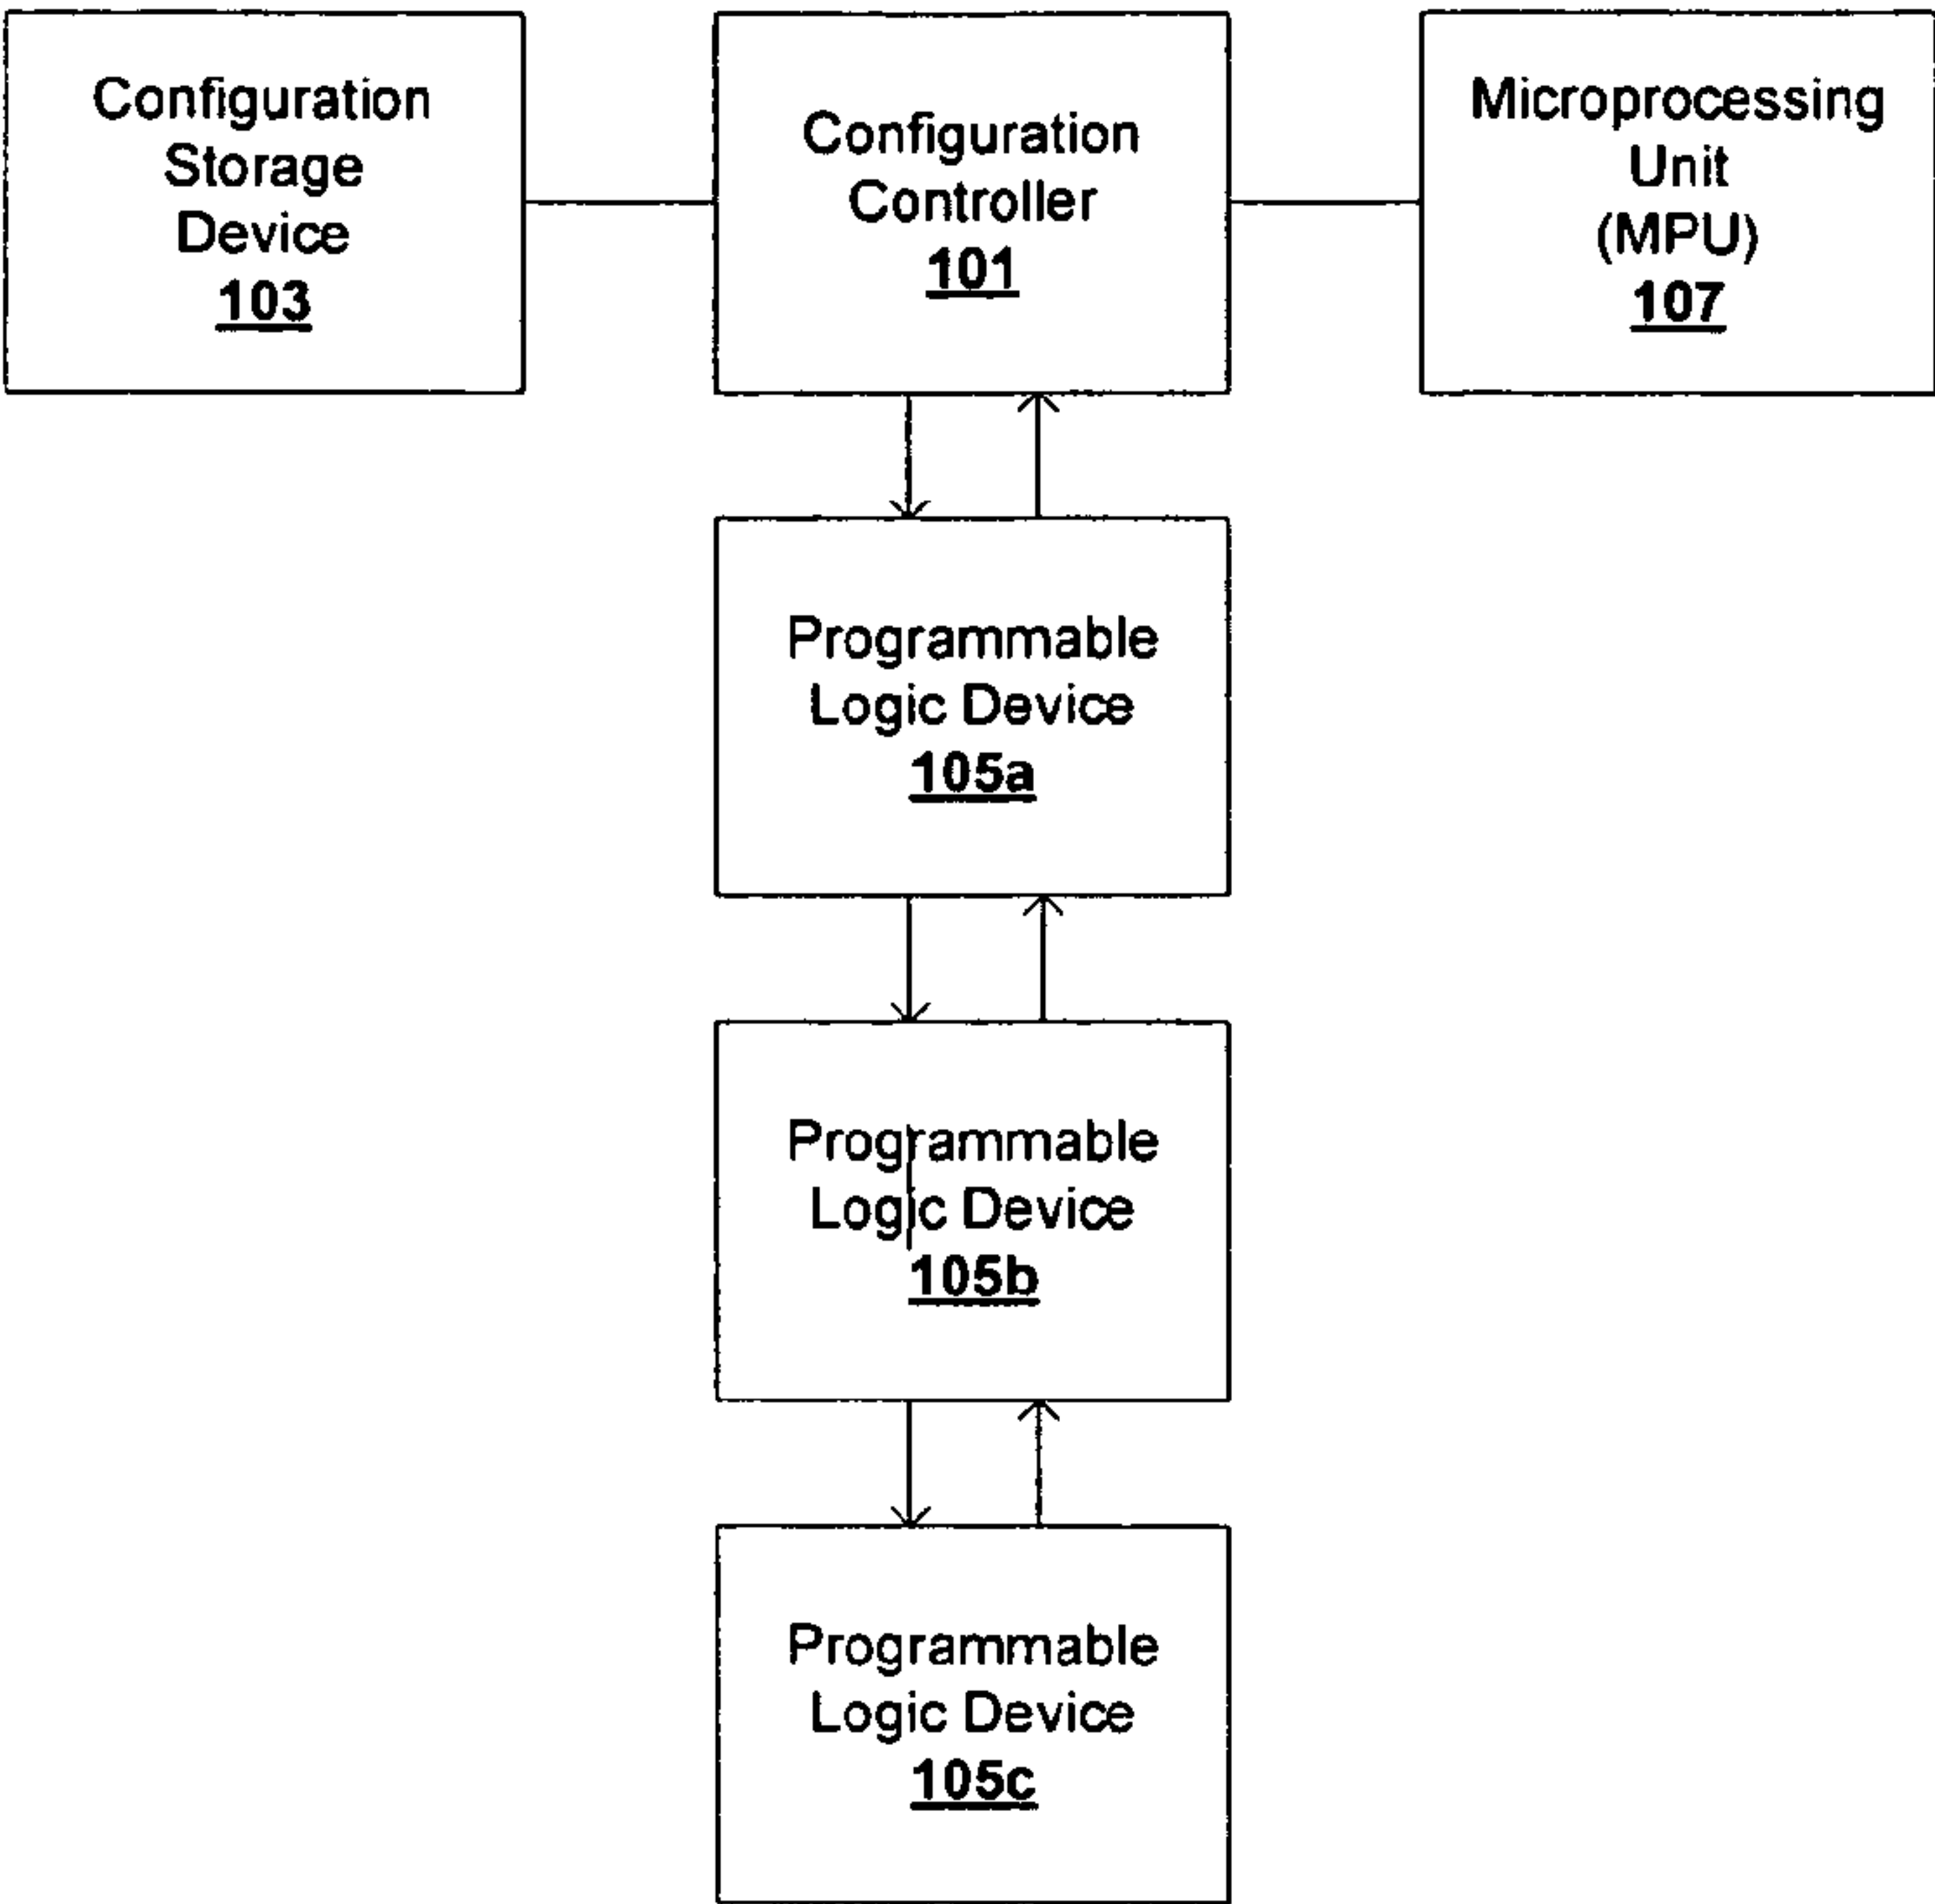 Configuration
Storage
Device
103
Configuration
Controller
101
Microprocessing
Unit
(MPU)
107
Programmable
Logic Device
105a
Programmable
Logic Device
105b
Programmable
Logic Device
105c